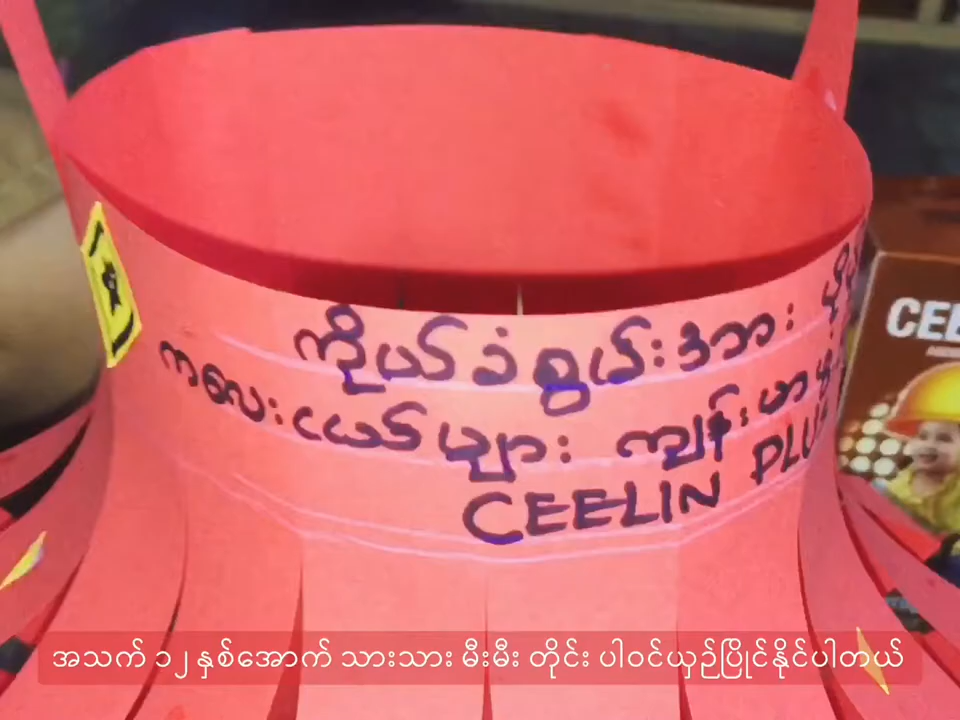 ကိုယ်ခံစွမ်းအား
ကလေးငယ်များ ကျန်းမာ
CEELIN PLU
CEE
အသက် ၁၂ နှစ်အောက် သားသား မီးမီး တိုင်း ပါဝင်ယှဉ်ပြိုင်နိုင်ပါတယ်